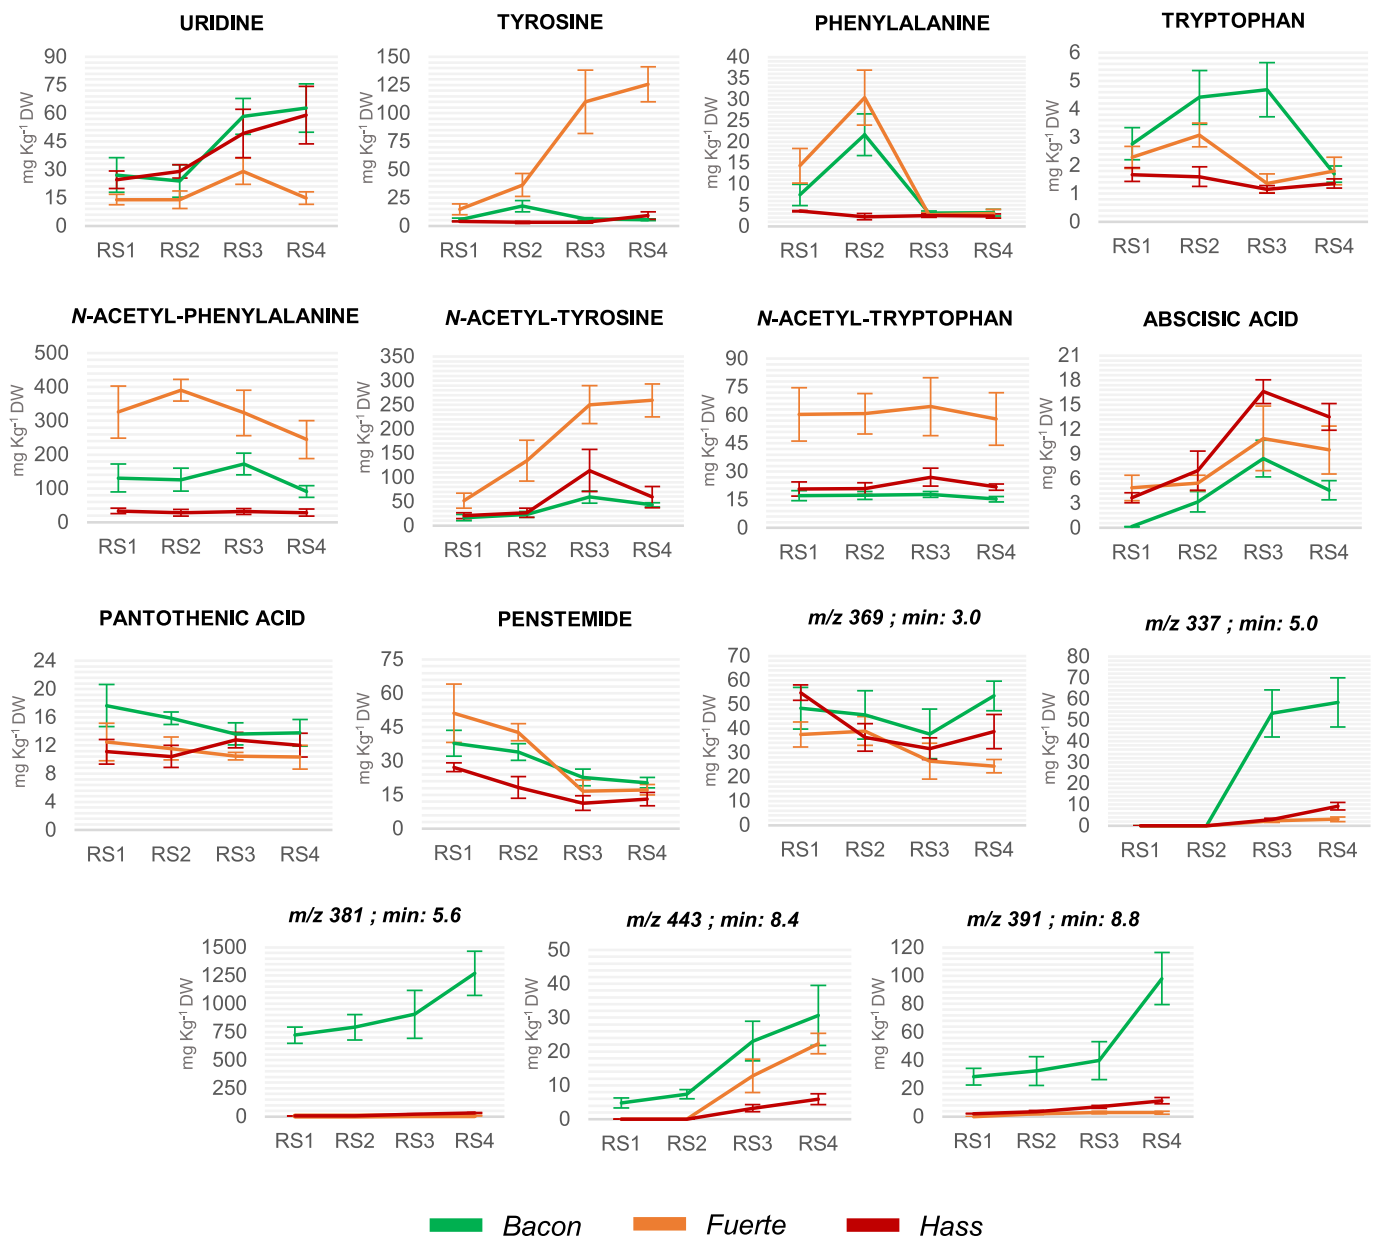 URIDINE
mg Kg⁻¹ DW
90
75
60
45
30
15
0
RS1 RS2 RS3 RS4
TYROSINE
mg Kg⁻¹ DW
150
125
100
75
50
25
0
RS1 RS2 RS3 RS4
PHENYLALANINE
mg Kg⁻¹ DW
40
35
30
25
20
15
10
5
0
RS1 RS2 RS3 RS4
TRYPTOPHAN
mg Kg⁻¹ DW
6
5
4
3
2
1
0
RS1 RS2 RS3 RS4
N-ACETYL-PHENYLALANINE
mg Kg⁻¹ DW
500
400
300
200
100
0
RS1 RS2 RS3 RS4
N-ACETYL-TYROSINE
mg Kg⁻¹ DW
350
300
250
200
150
100
50
0
RS1 RS2 RS3 RS4
N-ACETYL-TRYPTOPHAN
mg Kg⁻¹ DW
90
75
60
45
30
15
0
RS1 RS2 RS3 RS4
ABSCISIC ACID
mg Kg⁻¹ DW
21
18
15
12
9
6
3
0
RS1 RS2 RS3 RS4
PANTOTHENIC ACID
mg Kg⁻¹ DW
24
20
16
12
8
4
0
RS1 RS2 RS3 RS4
PENSTEMIDE
mg Kg⁻¹ DW
75
60
45
30
15
0
RS1 RS2 RS3 RS4
m/z 369 ; min: 3.0
mg Kg⁻¹ DW
70
60
50
40
30
20
10
0
RS1 RS2 RS3 RS4
m/z 337 ; min: 5.0
mg Kg⁻¹ DW
80
70
60
50
40
30
20
10
0
RS1 RS2 RS3 RS4
m/z 381 ; min: 5.6
mg Kg⁻¹ DW
1500
1250
1000
750
500
250
0
RS1 RS2 RS3 RS4
m/z 443 ; min: 8.4
mg Kg⁻¹ DW
50
40
30
20
10
0
RS1 RS2 RS3 RS4
m/z 391 ; min: 8.8
mg Kg⁻¹ DW
120
100
80
60
40
20
0
RS1 RS2 RS3 RS4
Bacon Fuerte Hass